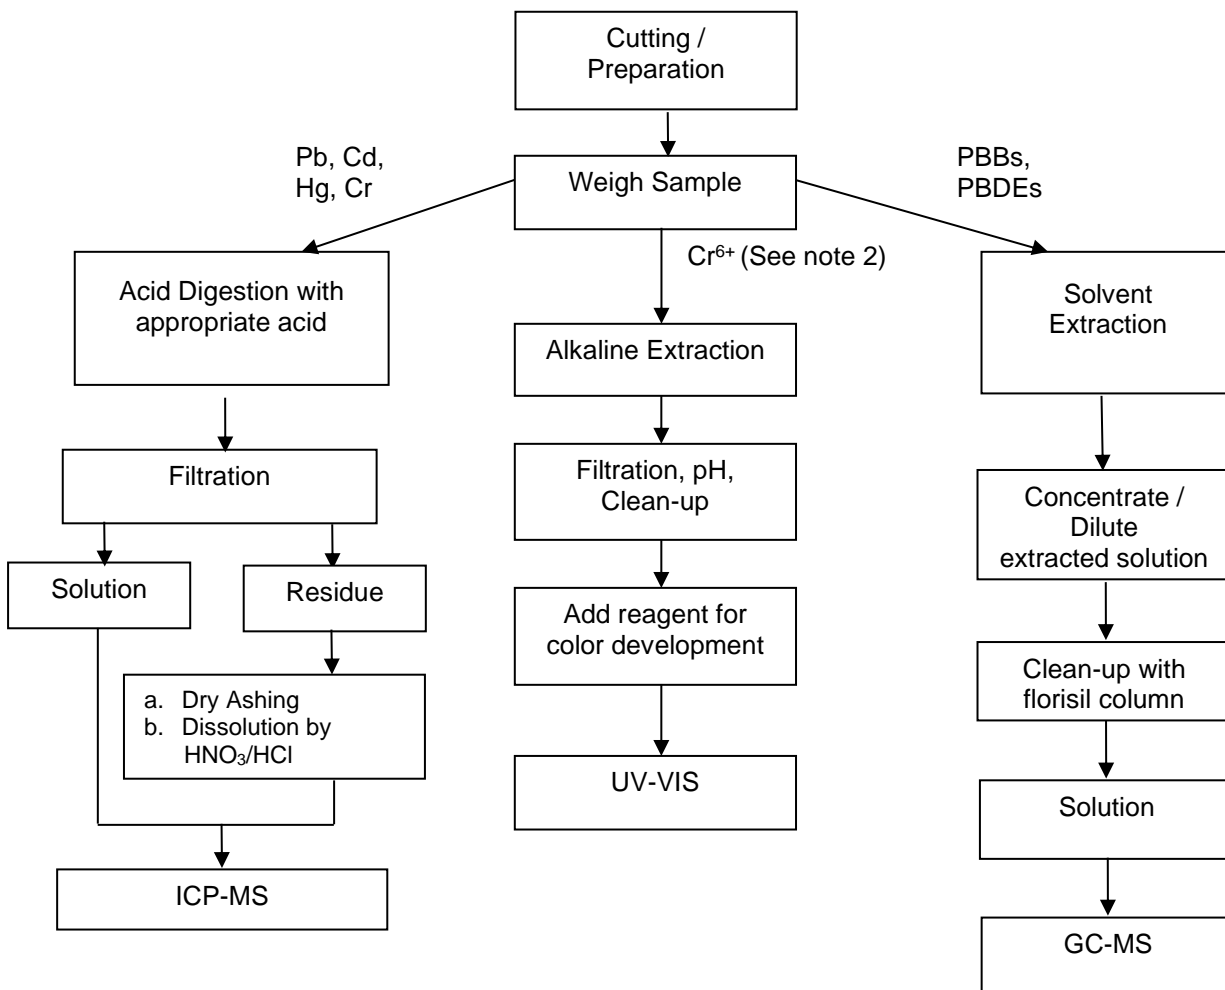 Cutting /
Preparation
Pb, Cd,
Hg, Cr
Weigh Sample
PBBs,
PBDEs
Cr⁶⁺ (See note 2)
Acid Digestion with
appropriate acid
Alkaline Extraction
Solvent
Extraction
Filtration
Filtration, pH,
Clean-up
Concentrate /
Dilute
extracted solution
Solution
Residue
Add reagent for
color development
a. Dry Ashing
b. Dissolution by
HNO₃/HCl
Clean-up with
florisil column
UV-VIS
Solution
ICP-MS
GC-MS